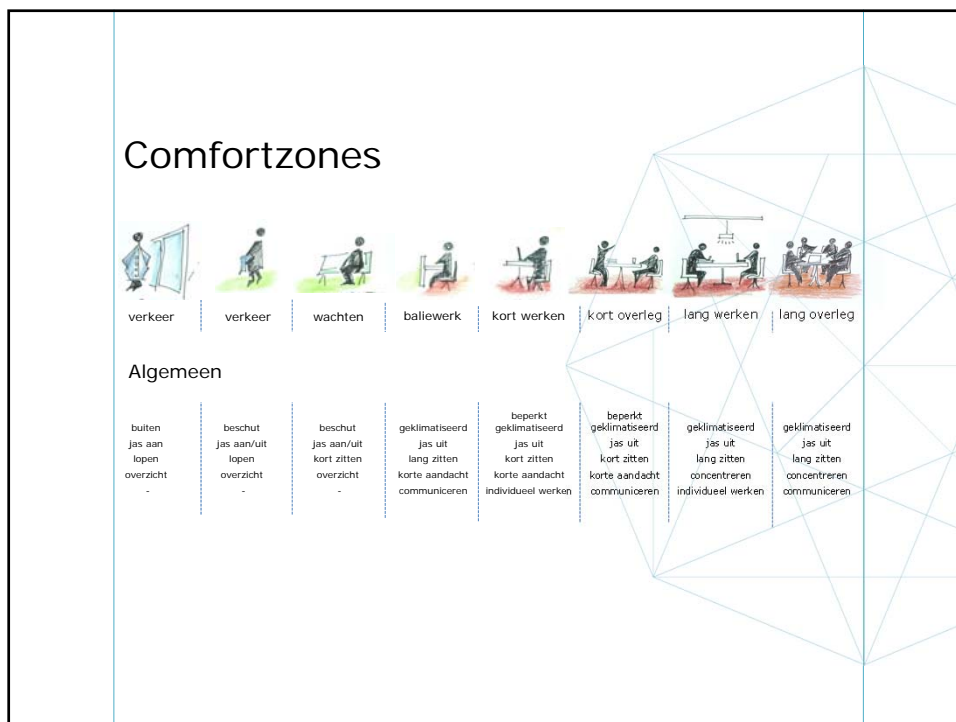 Comfortzones
verkeer verkeer wachten baliewerk kort werken kort overleg lang werken lang overleg
Algemeen
beperkt beperkt
buiten beschut beschut geklimatiseerd geklimatiseerd geklimatiseerd geklimatiseerd geklimatiseerd
jas aan jas aan/uit jas aan/uit jas uit jas uit jas uit jas uit jas uit
lopen lopen kort zitten lang zitten kort zitten kort zitten lang zitten lang zitten
overzicht overzicht overzicht korte aandacht korte aandacht korte aandacht concentreren concentreren
- - - communiceren individueel werken communiceren individueel werken communiceren